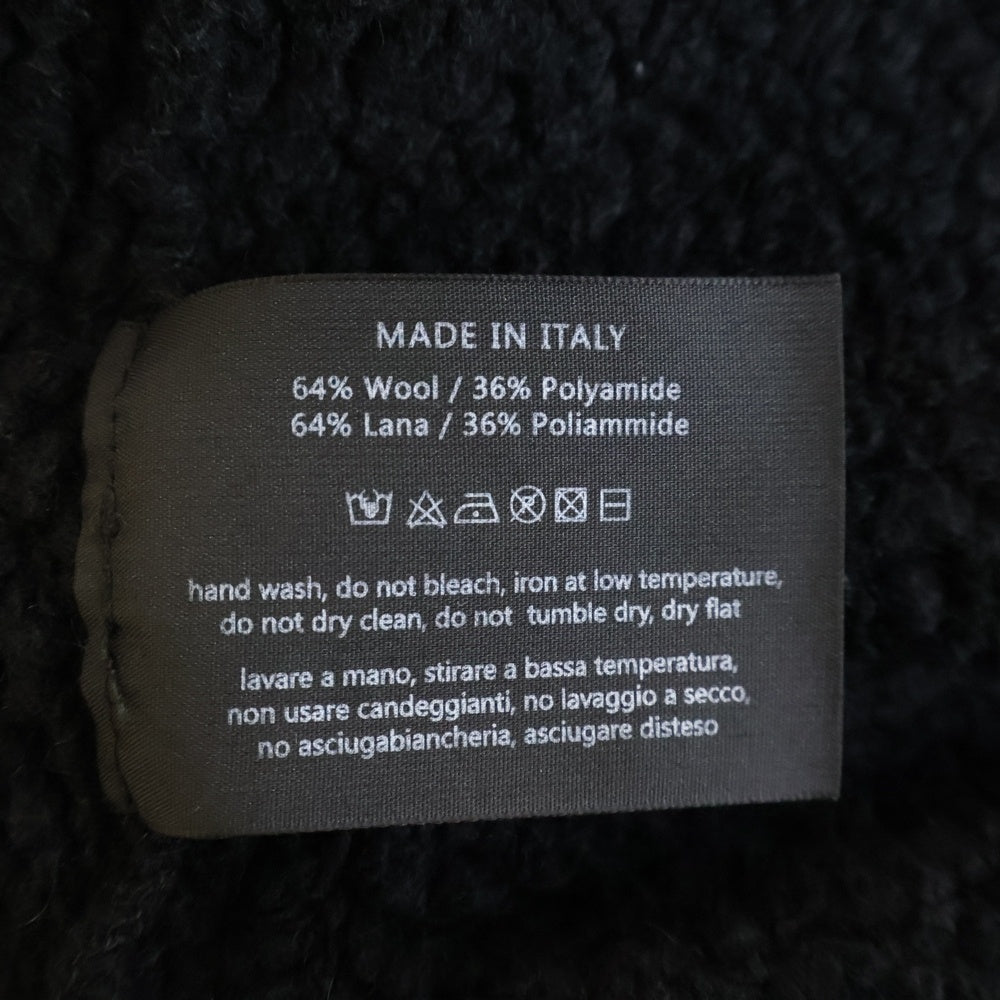 MADE IN ITALY
64% Wool / 36% Polyamide
64% Lana / 36% Poliammide
hand wash, do not bleach, iron at low temperature,
do not dry clean, do not tumble dry, dry flat
lavare a mano, stirare a bassa temperatura,
non usare candeggianti, no lavaggio a secco,
no asciugabiancheria, asciugare disteso